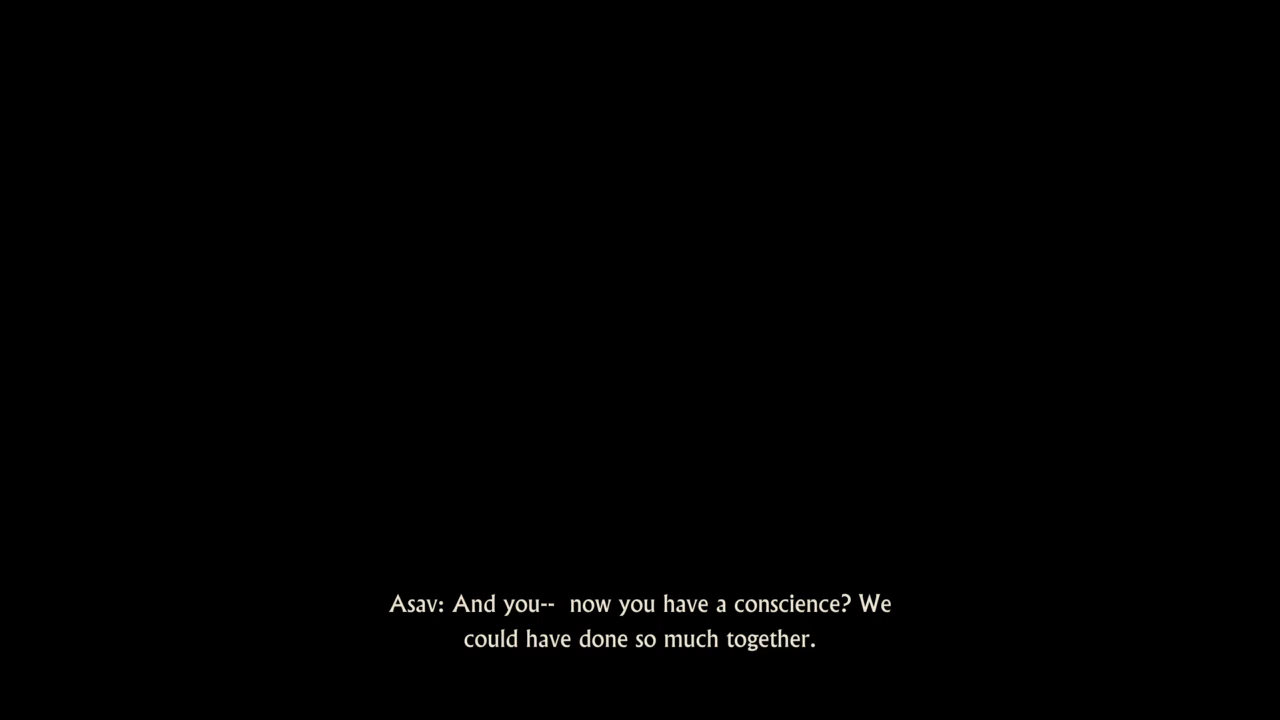 Asav: And you--  now you have a conscience? We
could have done so much together.